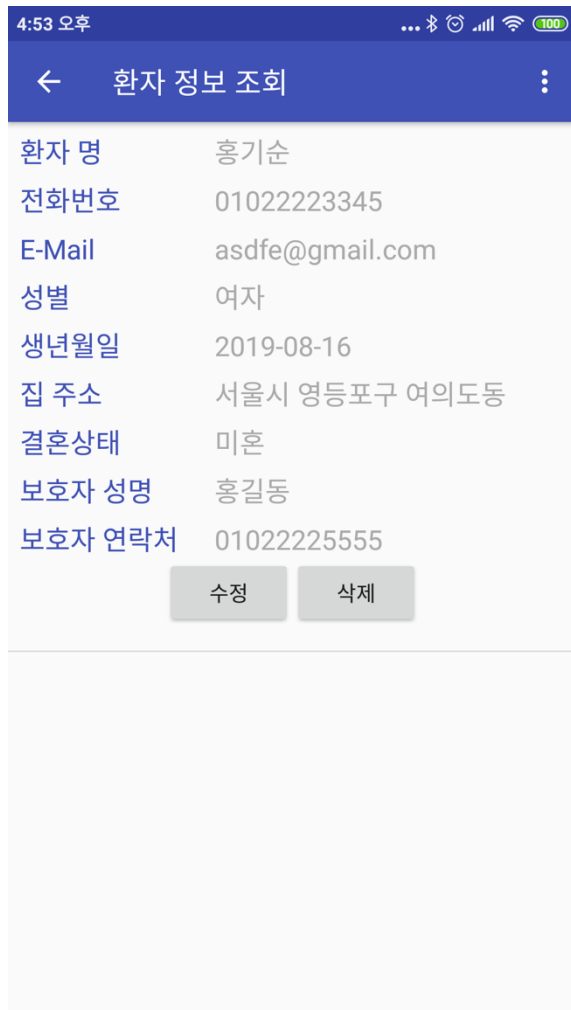 4:53 오후 100
환자 정보 조회
환자 명 홍기순
전화번호 01022223345
E-Mail asdfe@gmail.com
성별 여자
생년월일 2019-08-16
집 주소 서울시 영등포구 여의도동
결혼상태 미혼
보호자 성명 홍길동
보호자 연락처 01022225555
수정 삭제